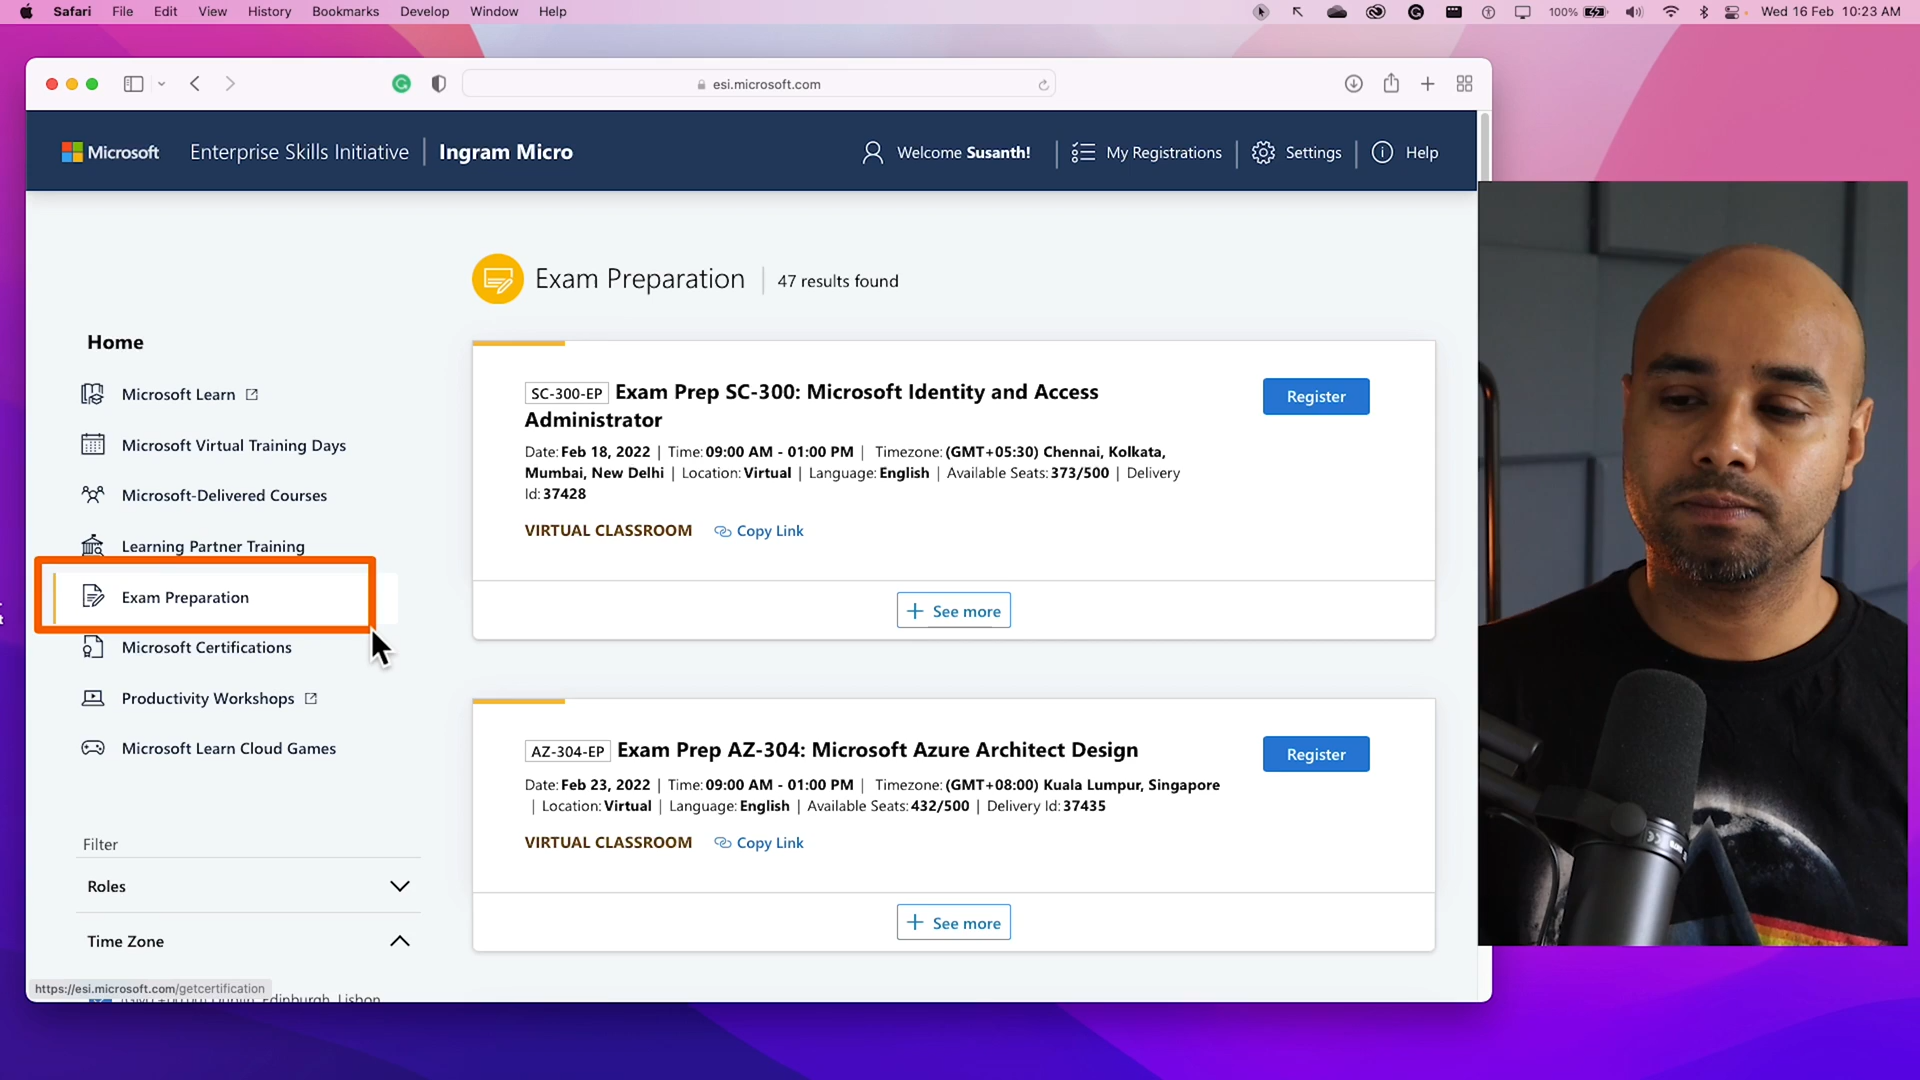 Safari File Edit View History Bookmarks Develop Window Help
100% Wed 16 Feb 10:23 AM
esi.microsoft.com
Microsoft Enterprise Skills Initiative Ingram Micro
Welcome Susanth! My Registrations Settings Help
Exam Preparation 47 results found
Home
Microsoft Learn
Microsoft Virtual Training Days
Microsoft-Delivered Courses
Learning Partner Training
Exam Preparation
Microsoft Certifications
Productivity Workshops
Microsoft Learn Cloud Games
Filter
Roles
Time Zone
https://esi.microsoft.com/getcertification
SC-300-EP Exam Prep SC-300: Microsoft Identity and Access
Administrator
Register
Date: Feb 18, 2022 | Time: 09:00 AM - 01:00 PM | Timezone: (GMT+05:30) Chennai, Kolkata,
Mumbai, New Delhi | Location: Virtual | Language: English | Available Seats: 373/500 | Delivery
Id: 37428
VIRTUAL CLASSROOM Copy Link
+ See more
AZ-304-EP Exam Prep AZ-304: Microsoft Azure Architect Design
Register
Date: Feb 23, 2022 | Time: 09:00 AM - 01:00 PM | Timezone: (GMT+08:00) Kuala Lumpur, Singapore
| Location: Virtual | Language: English | Available Seats: 432/500 | Delivery Id: 37435
VIRTUAL CLASSROOM Copy Link
+ See more